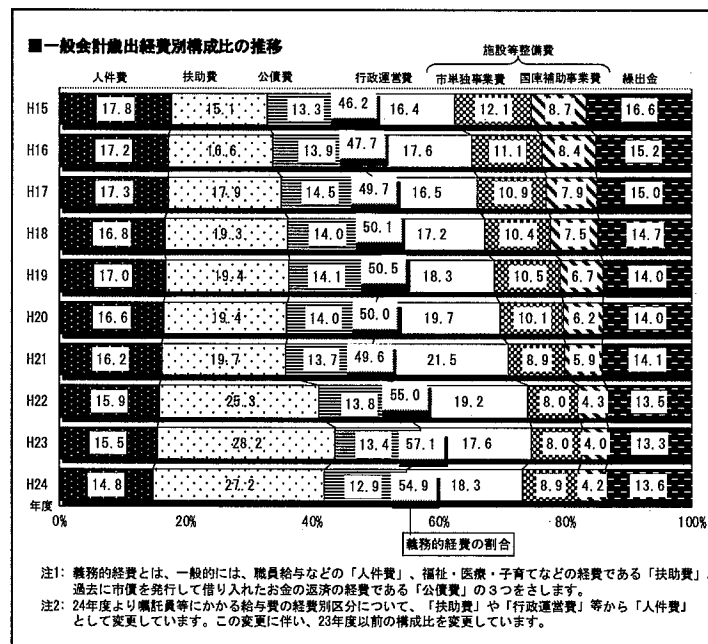 ■一般会計歳出経費別構成比の推移
施設等整備費
人件費 扶助費 公債費 行政運営費 市単独事業費 国庫補助事業費 繰出金
H15 17.8 15.1 13.3 46.2 16.4 12.1 8.7 16.6
H16 17.2 16.6 13.9 47.7 17.6 11.1 8.4 15.2
H17 17.3 17.9 14.5 49.7 16.5 10.9 7.9 15.0
H18 16.8 19.3 14.0 50.1 17.2 10.4 7.5 14.7
H19 17.0 19.4 14.1 50.5 18.3 10.5 6.7 14.0
H20 16.6 19.4 14.0 50.0 19.7 10.1 6.2 14.0
H21 16.2 19.7 13.7 49.6 21.5 8.9 5.9 14.1
H22 15.9 25.3 13.8 55.0 19.2 8.0 4.3 13.5
H23 15.5 28.2 13.4 57.1 17.6 8.0 4.0 13.3
H24 14.8 27.2 12.9 54.9 18.3 8.9 4.2 13.6
年度
0% 20% 40% 60% 80% 100%
義務的経費の割合
注1: 義務的経費とは、一般的には、職員給与などの「人件費」、福祉・医療・子育てなどの経費である「扶助費」、
過去に市債を発行して借り入れたお金の返済の経費である「公債費」の3つをさします。
注2: 24年度より嘱託員等にかかる給与費の経費別区分について、「扶助費」や「行政運営費」等から「人件費」
として変更しています。この変更に伴い、23年度以前の構成比を変更しています。